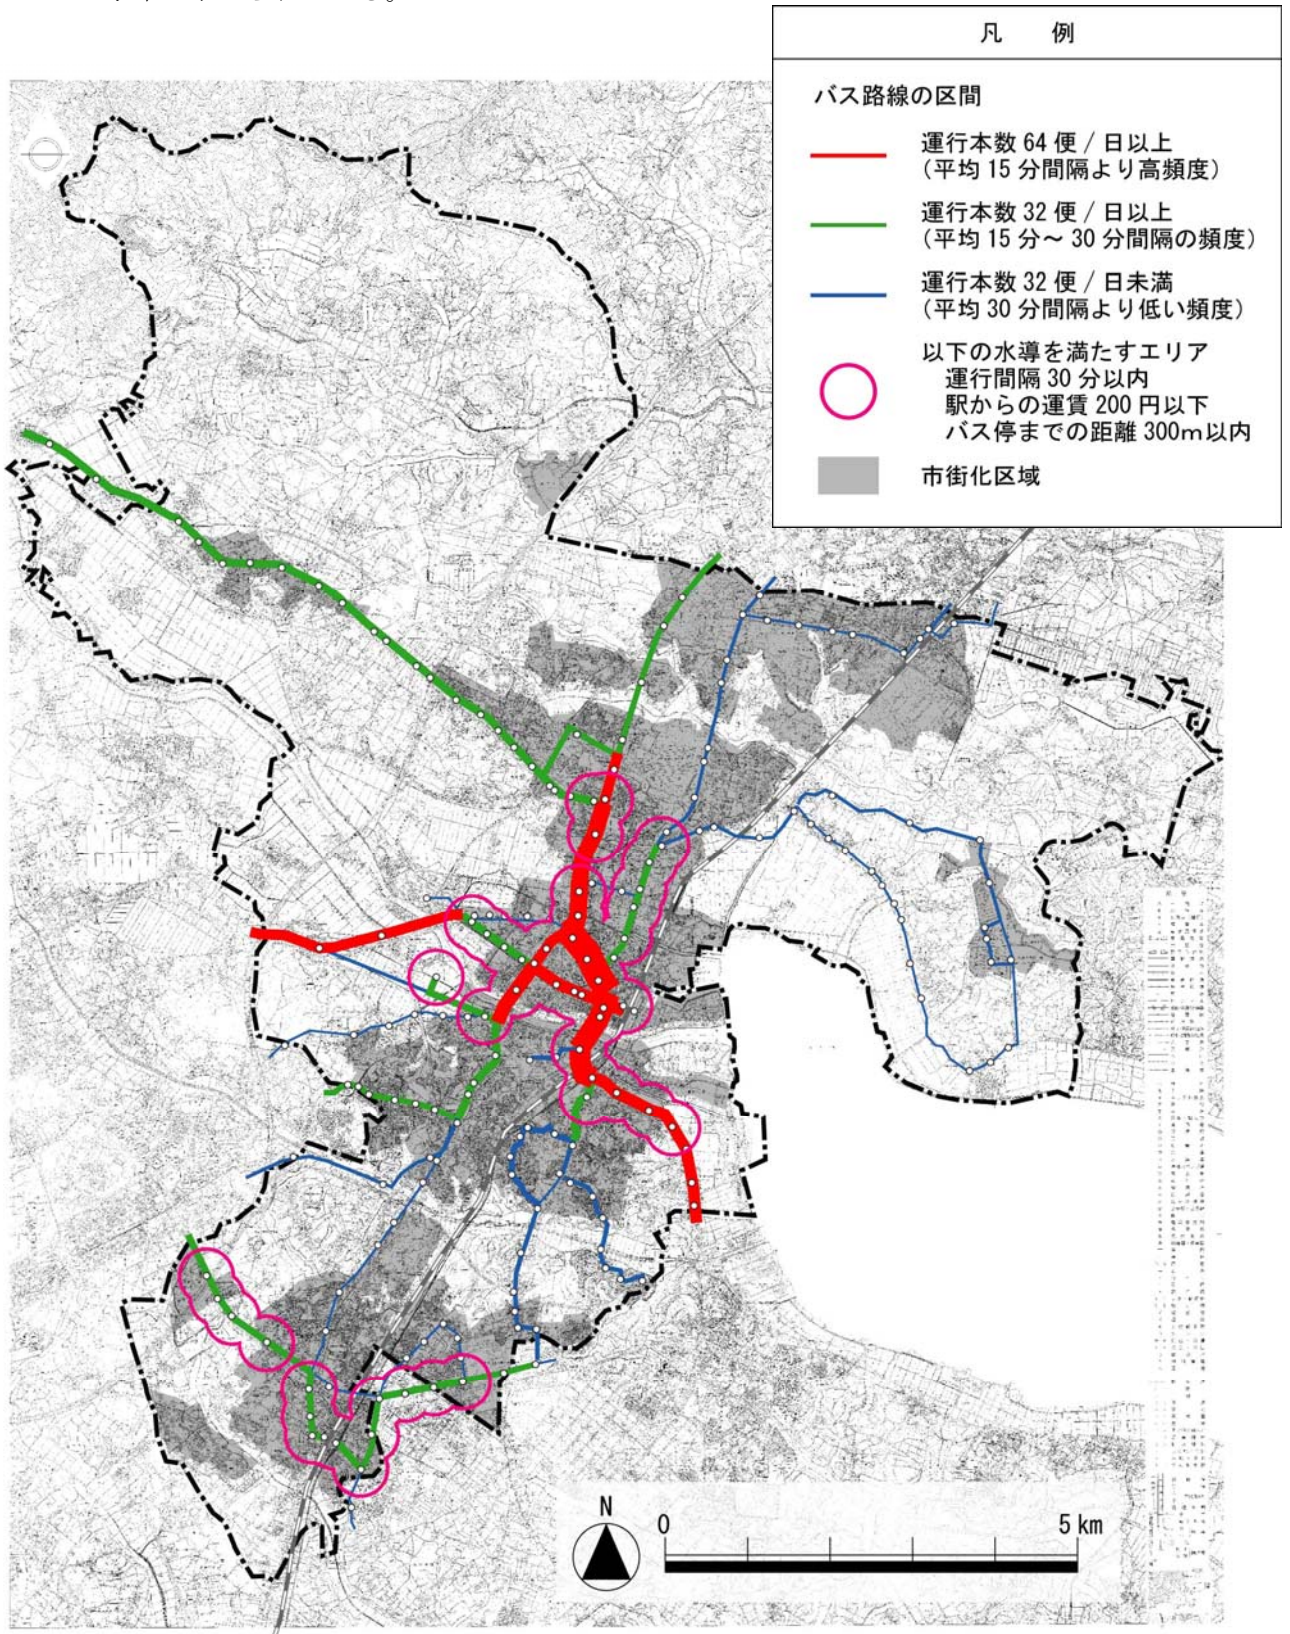 凡　例
バス路線の区間
運行本数 64 便 / 日以上
(平均 15 分間隔より高頻度)
運行本数 32 便 / 日以上
(平均 15 分～ 30 分間隔の頻度)
運行本数 32 便 / 日未満
(平均 30 分間隔より低い頻度)
以下の水導を満たすエリア
運行間隔 30 分以内
駅からの運賃 200 円以下
バス停までの距離 300m以内
市街化区域
N
0
5 km